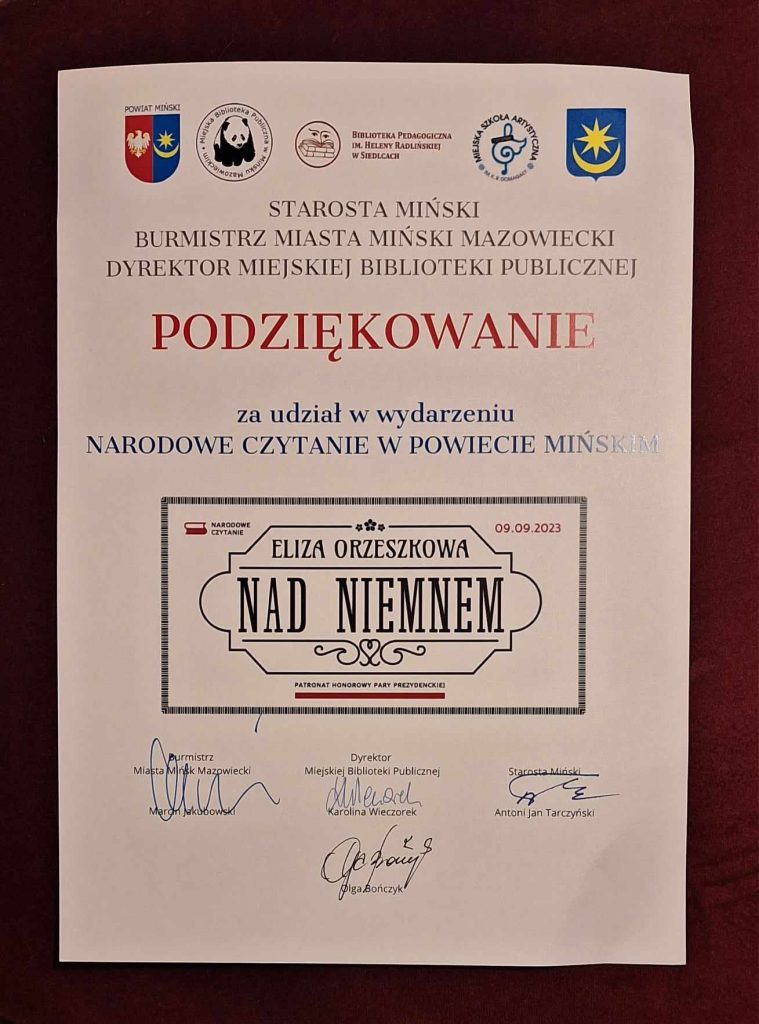 POWIAT MIŃSKI
Miejska Biblioteka Publiczna w Mińsku Mazowieckim
BIBLIOTEKA PEDAGOGICZNA
IM. HELENY RADLIŃSKIEJ
W SIEDLCACH
MIEJSKA SZKOŁA ARTYSTYCZNA
IM. K. R. DOMAGAŁY
STAROSTA MIŃSKI
BURMISTRZ MIASTA MIŃSKI MAZOWIECKI
DYREKTOR MIEJSKIEJ BIBLIOTEKI PUBLICZNEJ
PODZIĘKOWANIE
za udział w wydarzeniu
NARODOWE CZYTANIE W POWIECIE MIŃSKIM
NARODOWE
CZYTANIE
09.09.2023
ELIZA ORZESZKOWA
NAD NIEMNEM
PATRONAT HONOROWY PARY PREZYDENCKIEJ
Burmistrz
Miasta Mińsk Mazowiecki
Marcin Jakubowski
Dyrektor
Miejskiej Biblioteki Publicznej
Karolina Wieczorek
Starosta Miński
Antoni Jan Tarczyński
Olga Bończyk